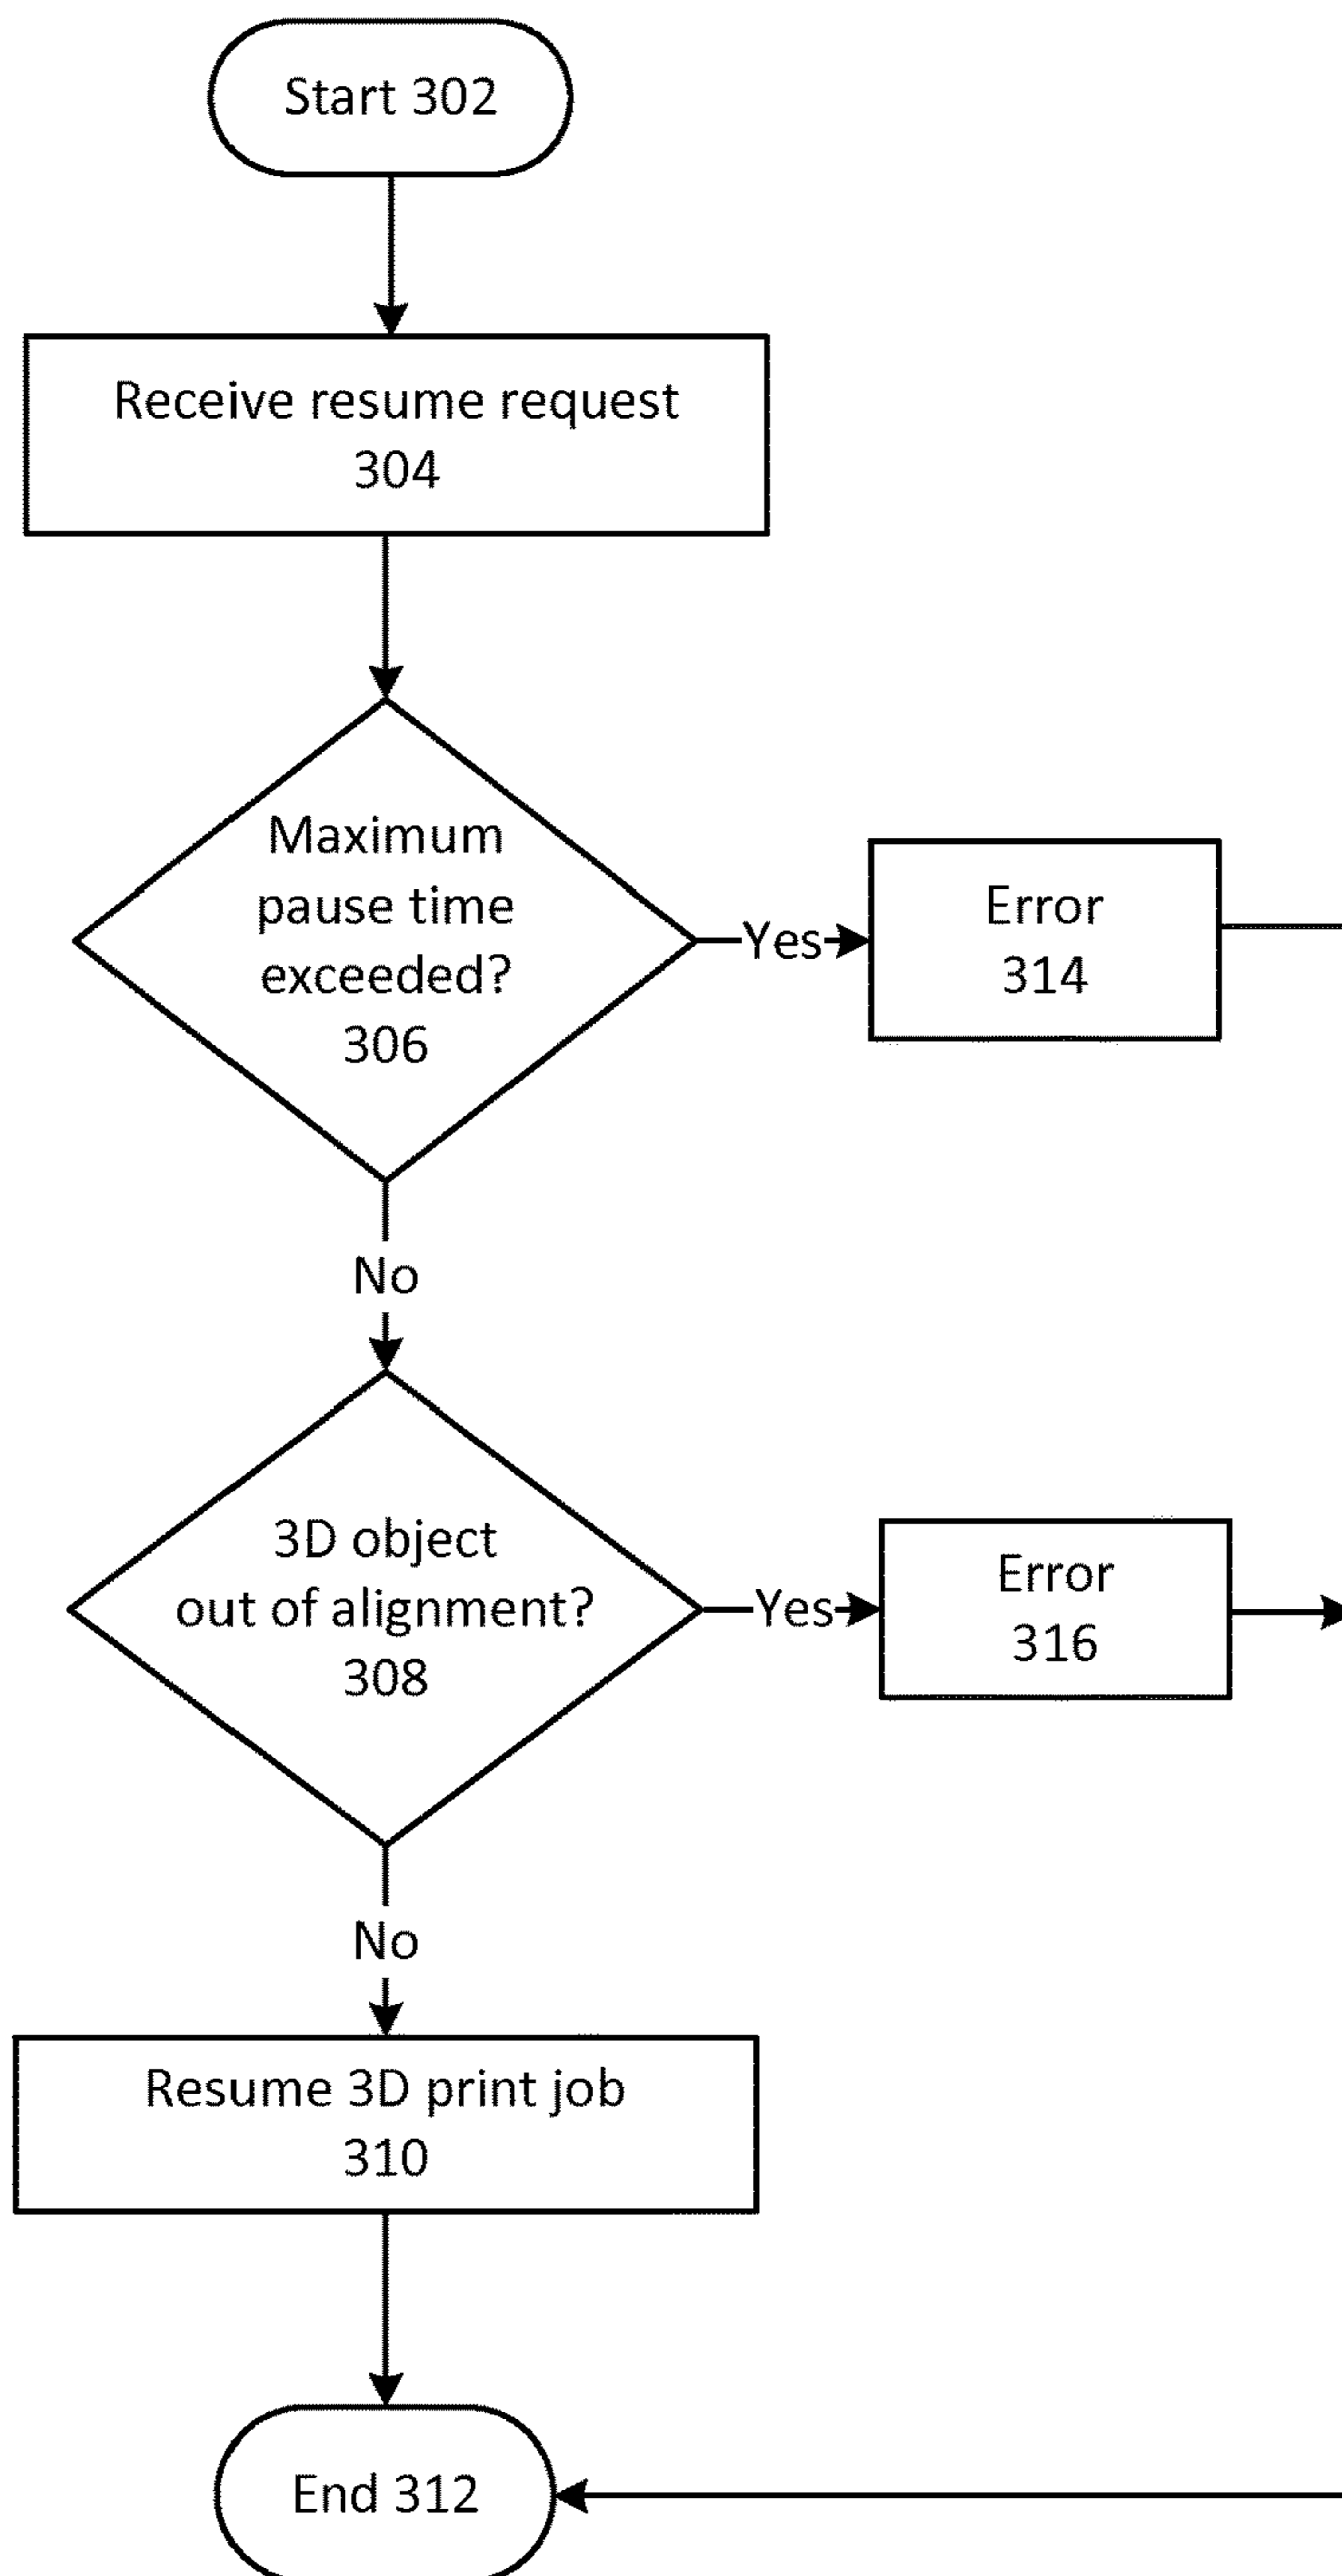 Start 302
Receive resume request
304
Maximum
pause time
exceeded?
306
Yes
Error
314
No
3D object
out of alignment?
308
Yes
Error
316
No
Resume 3D print job
310
End 312